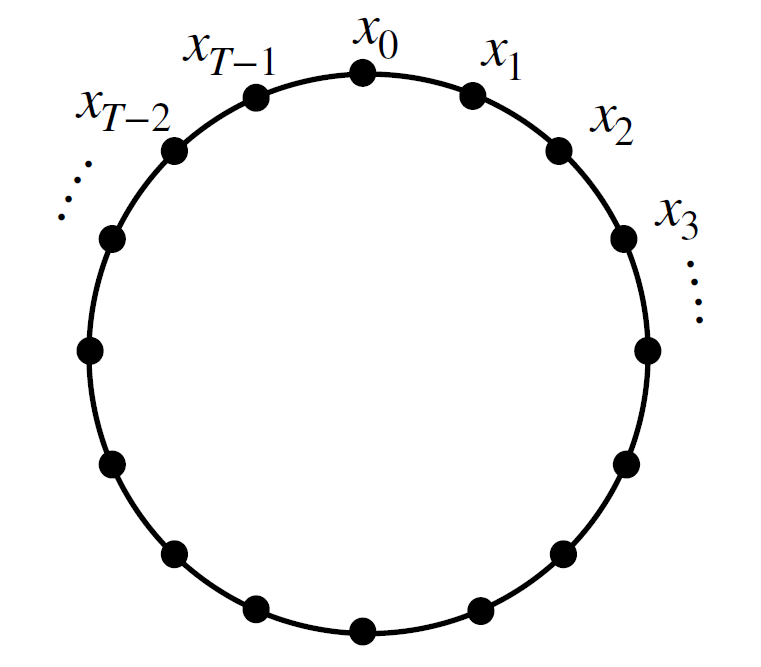 x_0
x_1
x_2
x_3
⋮
x_{T−1}
x_{T−2}
⋮